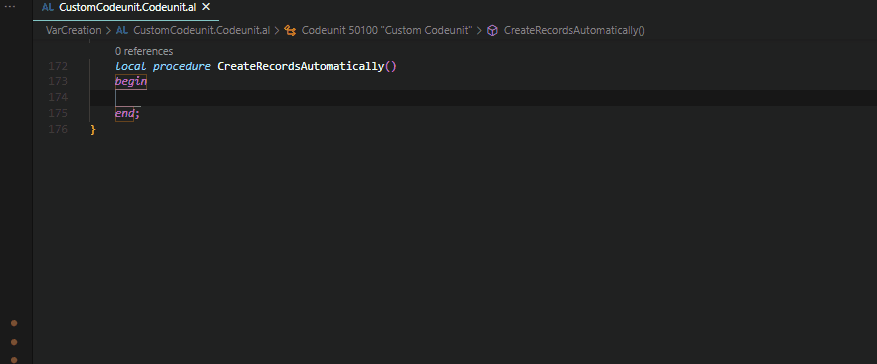 AL CustomCodeunit.Codeunit.al ×
VarCreation > AL CustomCodeunit.Codeunit.al > Codeunit 50100 "Custom Codeunit" > CreateRecordsAutomatically()
0 references
172 local procedure CreateRecordsAutomatically()
173 begin
174
175 end;
176 }